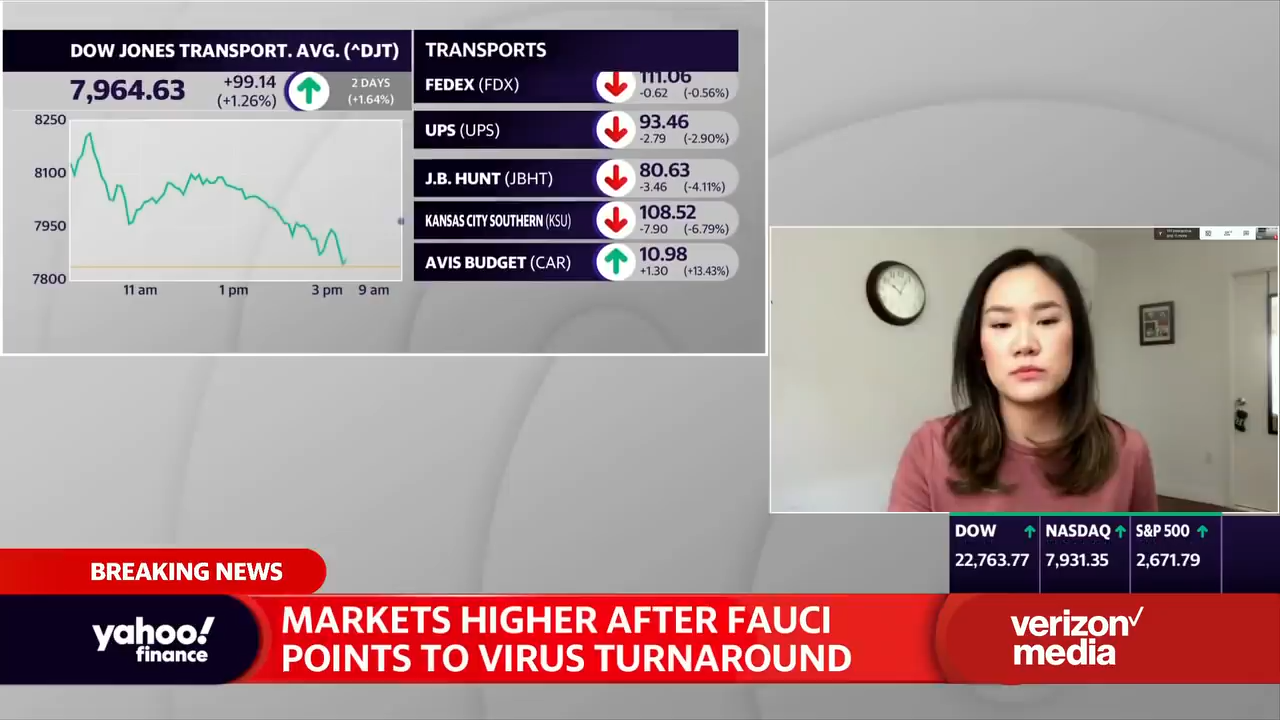 DOW JONES TRANSPORT. AVG. (^DJT)
7,964.63
+99.14
(+1.26%)
2 DAYS
(+1.64%)
8250
8100
7950
7800
11 am
1 pm
3 pm
9 am
TRANSPORTS
FEDEX (FDX)
111.06
-0.62 (-0.56%)
UPS (UPS)
93.46
-2.79 (-2.90%)
J.B. HUNT (JBHT)
80.63
-3.46 (-4.11%)
KANSAS CITY SOUTHERN (KSU)
108.52
-7.90 (-6.79%)
AVIS BUDGET (CAR)
10.98
+1.30 (+13.43%)
DOW
22,763.77
NASDAQ
7,931.35
S&P 500
2,671.79
BREAKING NEWS
yahoo!
finance
MARKETS HIGHER AFTER FAUCI
POINTS TO VIRUS TURNAROUND
verizon✓
media